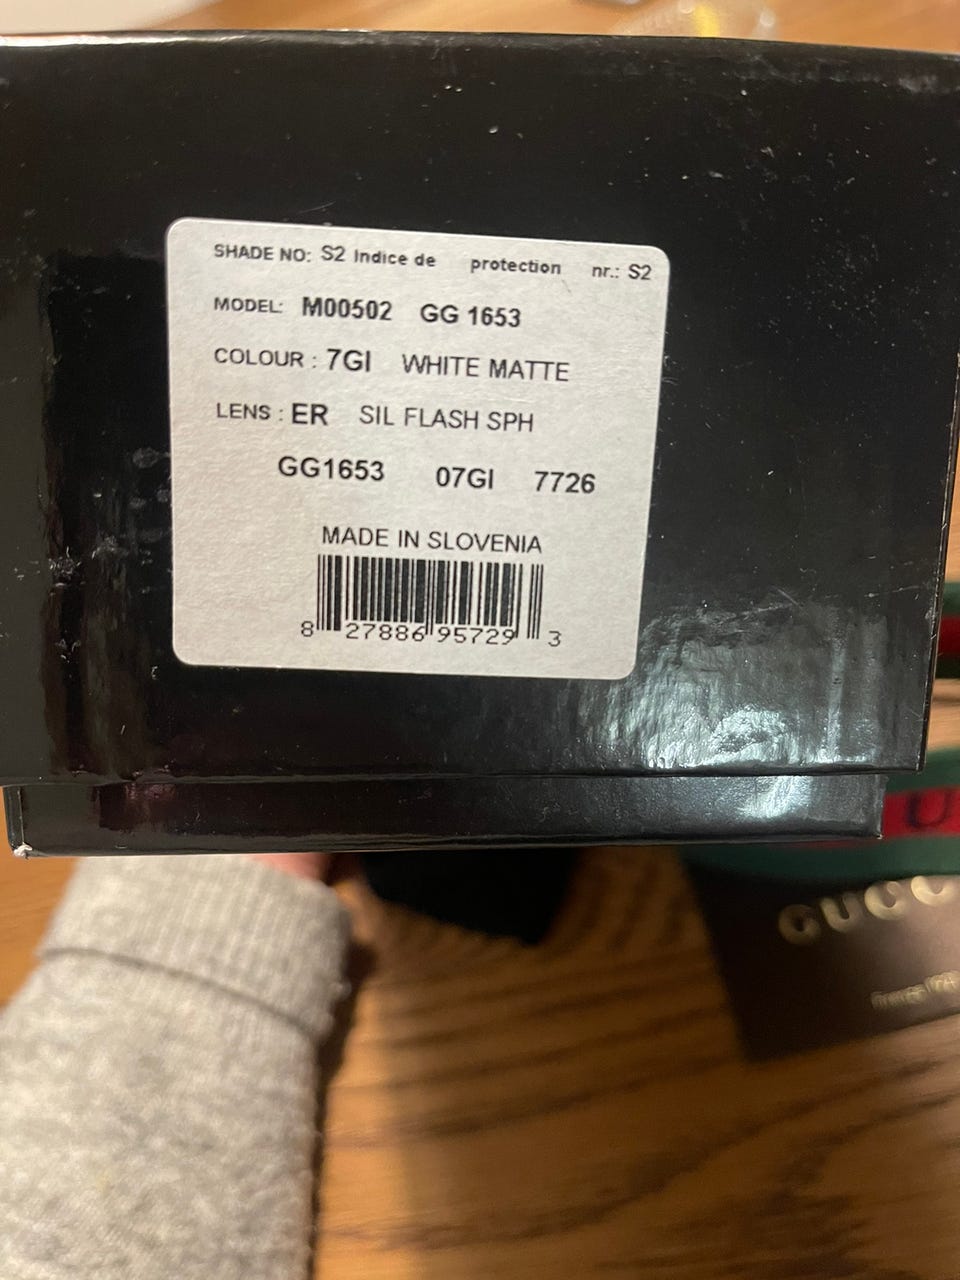 SHADE NO: S2 Indice de protection nr.: S2
MODEL: M00502 GG 1653
COLOUR : 7GI WHITE MATTE
LENS : ER SIL FLASH SPH
GG1653 07GI 7726
MADE IN SLOVENIA
8 27886 95729 3
U
GUCC